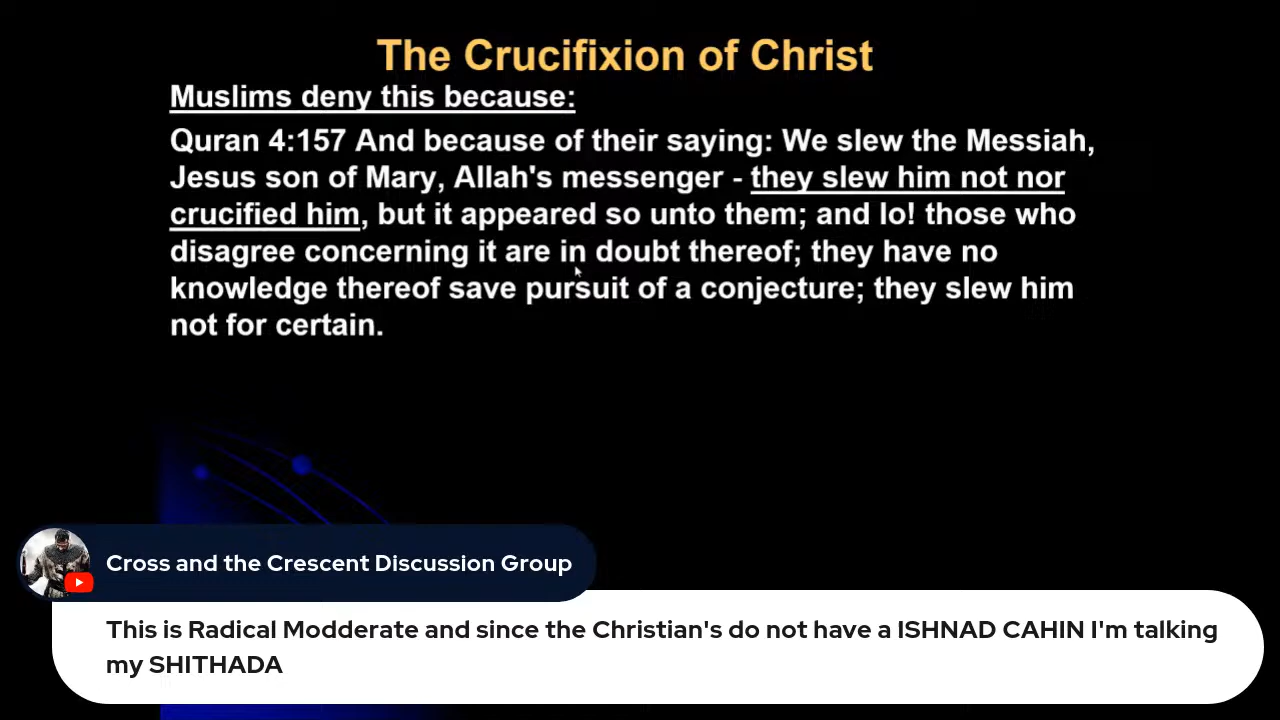 The Crucifixion of Christ
Muslims deny this because:
Quran 4:157 And because of their saying: We slew the Messiah,
Jesus son of Mary, Allah's messenger - they slew him not nor
crucified him, but it appeared so unto them; and lo! those who
disagree concerning it are in doubt thereof; they have no
knowledge thereof save pursuit of a conjecture; they slew him
not for certain.
Cross and the Crescent Discussion Group
This is Radical Modderate and since the Christian's do not have a ISHNAD CAHIN I'm talking
my SHITHADA